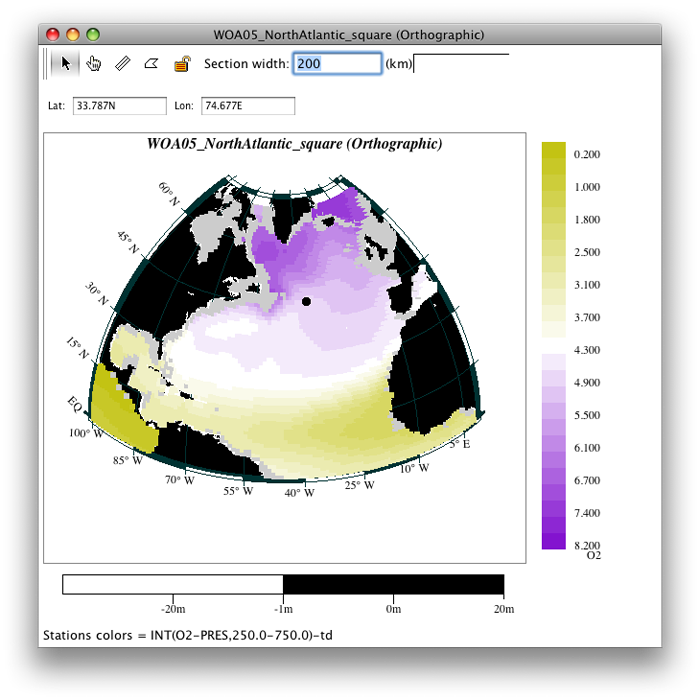 WOA05_NorthAtlantic_square (Orthographic)
Section width: 200 (km)
Lat: 33.787N Lon: 74.677E
WOA05_NorthAtlantic_square (Orthographic)
60° N
45° N
30° N
15° N
EQ
100° W
85° W
70° W
55° W
40° W
25° W
10° W
5° E
0.200
1.000
1.800
2.500
3.100
3.700
4.300
4.900
5.500
6.100
6.700
7.400
8.200
O2
-20m -1m 0m 20m
Stations colors = INT(O2-PRES,250.0-750.0)-td